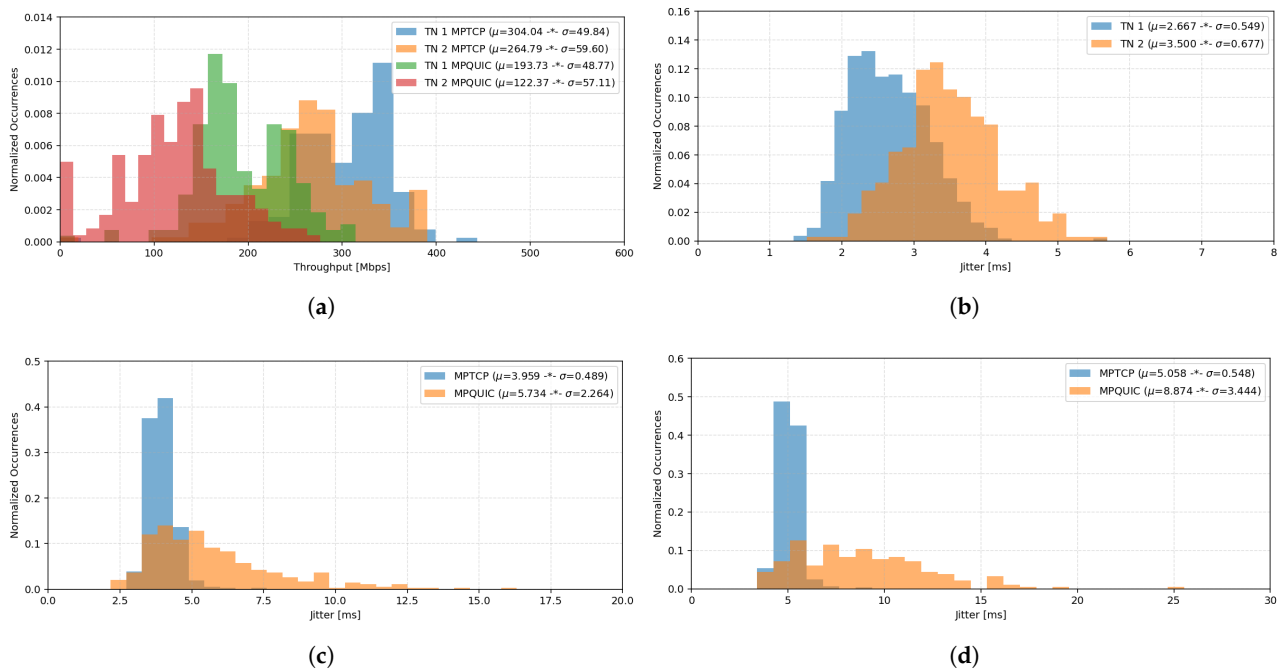 0.014
0.012
0.010
0.008
0.006
0.004
0.002
0.000
Normalized Occurrences
TN 1 MPTCP (μ=304.04 -*- σ=49.84)
TN 2 MPTCP (μ=264.79 -*- σ=59.60)
TN 1 MPQUIC (μ=193.73 -*- σ=48.77)
TN 2 MPQUIC (μ=122.37 -*- σ=57.11)
0 100 200 300 400 500 600
Throughput [Mbps]
(a)
0.16
0.14
0.12
0.10
0.08
0.06
0.04
0.02
0.00
Normalized Occurrences
TN 1 (μ=2.667 -*- σ=0.549)
TN 2 (μ=3.500 -*- σ=0.677)
0 1 2 3 4 5 6 7 8
Jitter [ms]
(b)
0.5
0.4
0.3
0.2
0.1
0.0
Normalized Occurrences
MPTCP (μ=3.959 -*- σ=0.489)
MPQUIC (μ=5.734 -*- σ=2.264)
0.0 2.5 5.0 7.5 10.0 12.5 15.0 17.5 20.0
Jitter [ms]
(c)
0.6
0.5
0.4
0.3
0.2
0.1
0.0
Normalized Occurrences
MPTCP (μ=5.058 -*- σ=0.548)
MPQUIC (μ=8.874 -*- σ=3.444)
0 5 10 15 20 25 30
Jitter [ms]
(d)